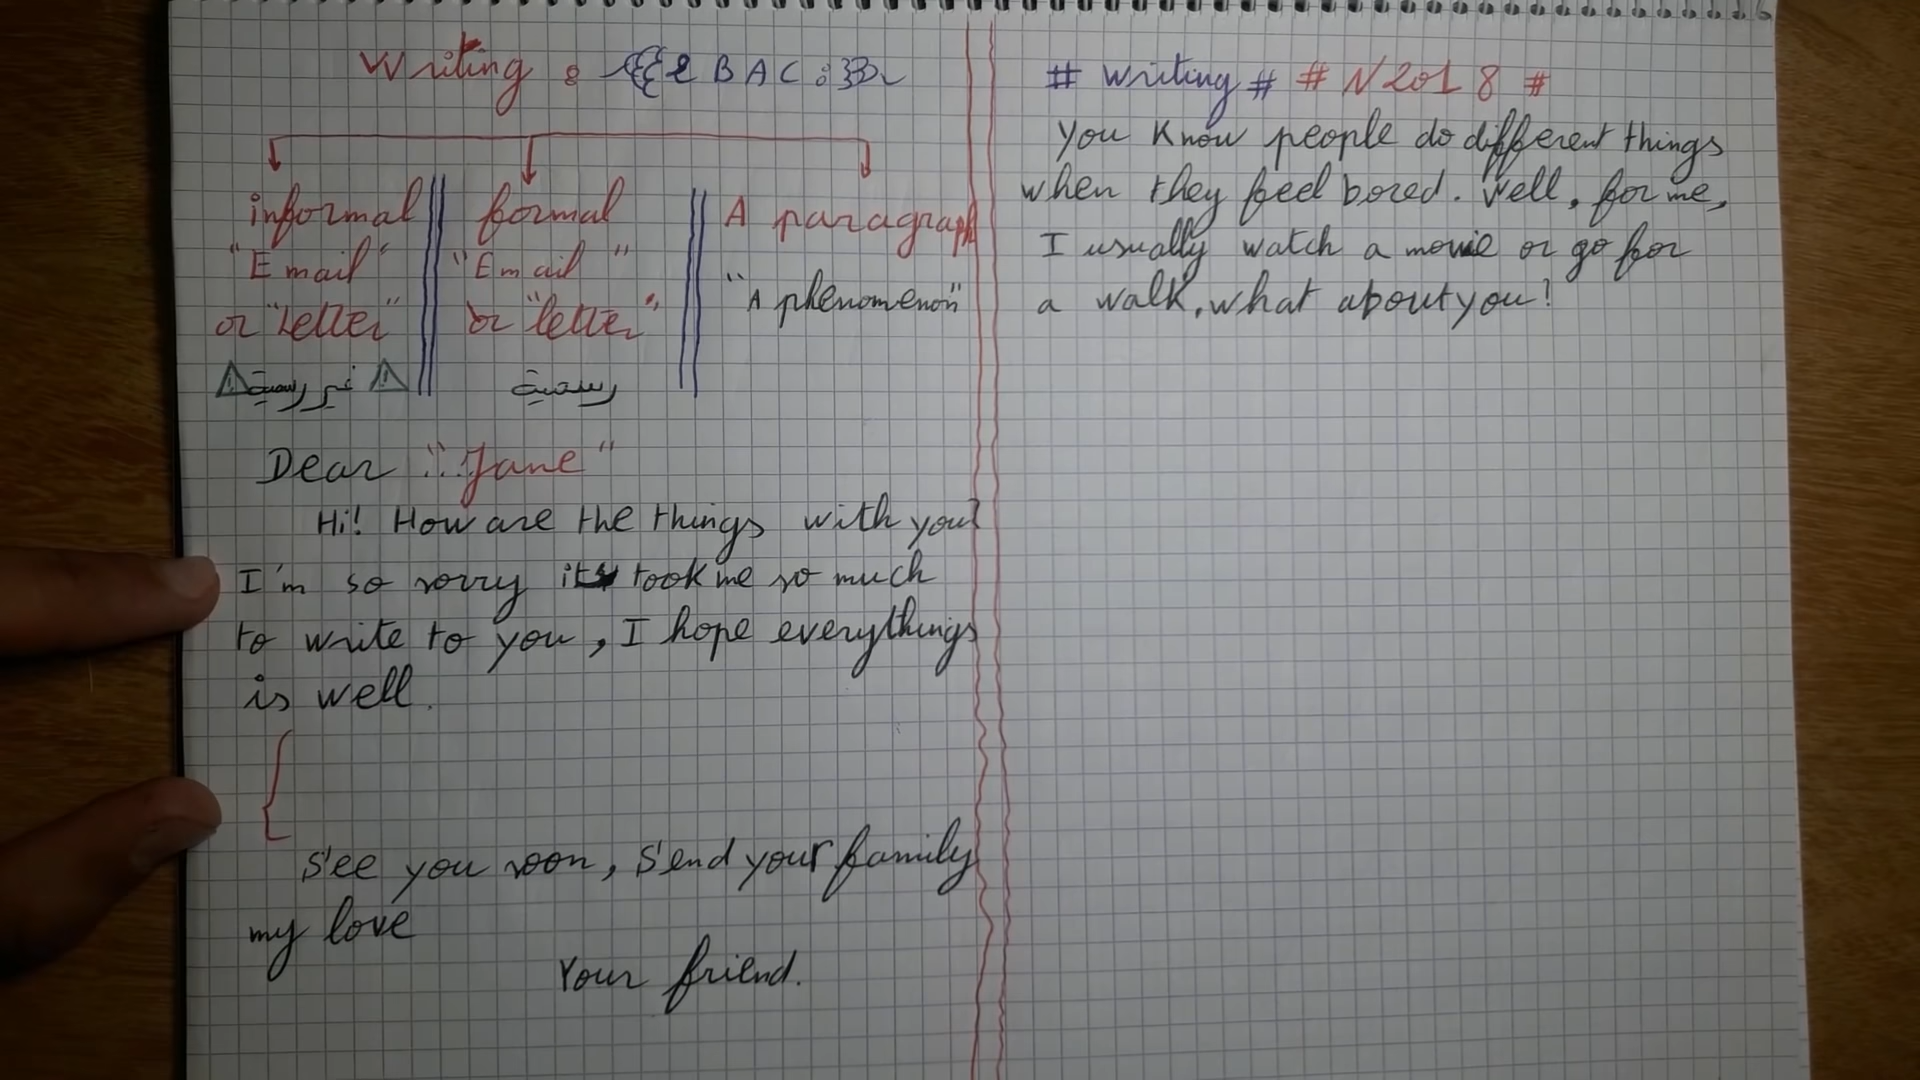 Writing : {{{ BAC :}}}
informal
"Email"
or "letter"
غير رسمية
formal
"Email"
or "letter"
رسمية
A paragraph
"A phenomenon"
Dear "Jane"
Hi! How are the things with you?
I'm so sorry it took me so much
to write to you, I hope everythings
is well.
See you soon, Send your family
my love
Your friend.
# Writing # # N 2018 #
You Know people do different things
when they feel bored. Well, for me,
I usually watch a movie or go for
a walk, what about you?